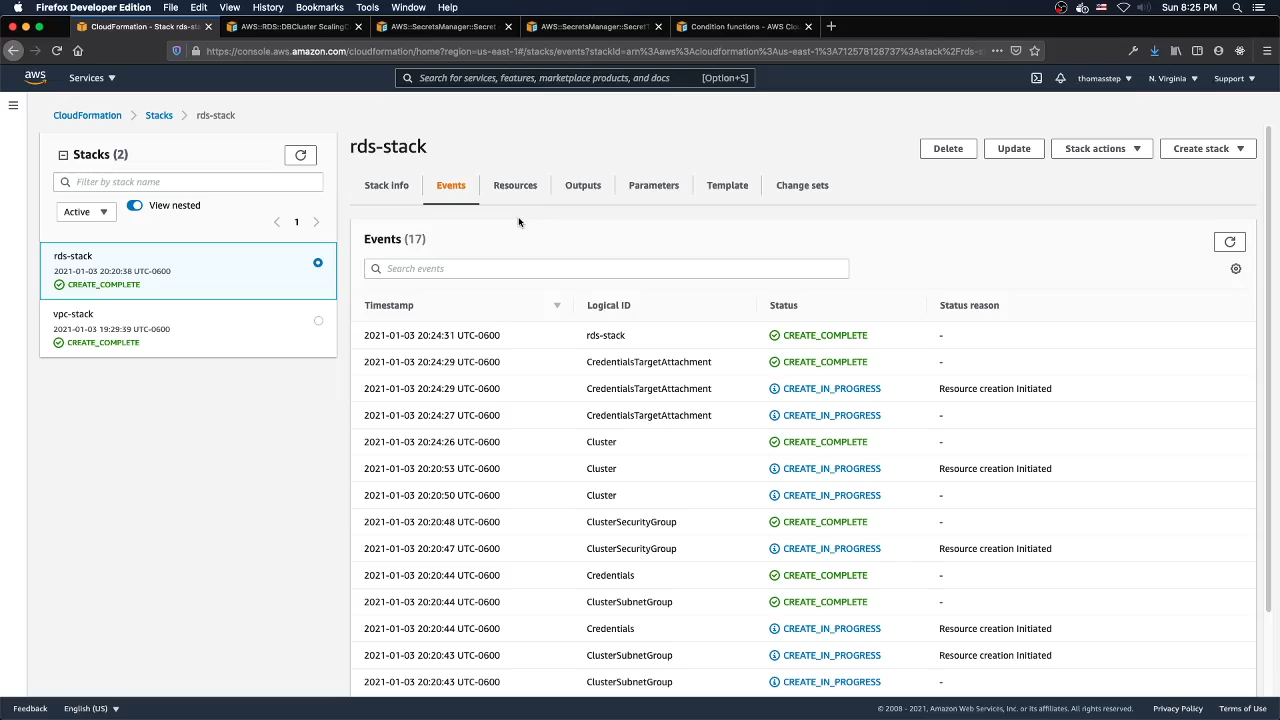 Firefox Developer Edition File Edit View History Bookmarks Tools Window Help Sun 8:25 PM
CloudFormation - Stack rds-st
AWS::RDS::DBCluster ScalingC
AWS::SecretsManager::Secret
AWS::SecretsManager::SecretT
Condition functions - AWS Clo
https://console.aws.amazon.com/cloudformation/home?region=us-east-1#/stacks/events?stackId=arn%3Aaws%3Acloudformation%3Aus-east-1%3A712578128737%3Astack%2Frds-s
aws Services Search for services, features, marketplace products, and docs [Option+S] thomasstep N. Virginia Support
CloudFormation Stacks rds-stack
Stacks (2)
Filter by stack name
Active View nested
1
rds-stack
2021-01-03 20:20:38 UTC-0600
CREATE_COMPLETE
vpc-stack
2021-01-03 19:29:39 UTC-0600
CREATE_COMPLETE
rds-stack
Delete Update Stack actions Create stack
Stack info Events Resources Outputs Parameters Template Change sets
Events (17)
Search events
Timestamp Logical ID Status Status reason
2021-01-03 20:24:31 UTC-0600 rds-stack CREATE_COMPLETE -
2021-01-03 20:24:29 UTC-0600 CredentialsTargetAttachment CREATE_COMPLETE -
2021-01-03 20:24:29 UTC-0600 CredentialsTargetAttachment CREATE_IN_PROGRESS Resource creation Initiated
2021-01-03 20:24:27 UTC-0600 CredentialsTargetAttachment CREATE_IN_PROGRESS -
2021-01-03 20:24:26 UTC-0600 Cluster CREATE_COMPLETE -
2021-01-03 20:20:53 UTC-0600 Cluster CREATE_IN_PROGRESS Resource creation Initiated
2021-01-03 20:20:50 UTC-0600 Cluster CREATE_IN_PROGRESS -
2021-01-03 20:20:48 UTC-0600 ClusterSecurityGroup CREATE_COMPLETE -
2021-01-03 20:20:47 UTC-0600 ClusterSecurityGroup CREATE_IN_PROGRESS Resource creation Initiated
2021-01-03 20:20:44 UTC-0600 Credentials CREATE_COMPLETE -
2021-01-03 20:20:44 UTC-0600 ClusterSubnetGroup CREATE_COMPLETE -
2021-01-03 20:20:44 UTC-0600 Credentials CREATE_IN_PROGRESS Resource creation Initiated
2021-01-03 20:20:43 UTC-0600 ClusterSubnetGroup CREATE_IN_PROGRESS Resource creation Initiated
2021-01-03 20:20:43 UTC-0600 ClusterSubnetGroup CREATE_IN_PROGRESS -
Feedback English (US) © 2008 - 2021, Amazon Web Services, Inc. or its affiliates. All rights reserved. Privacy Policy Terms of Use